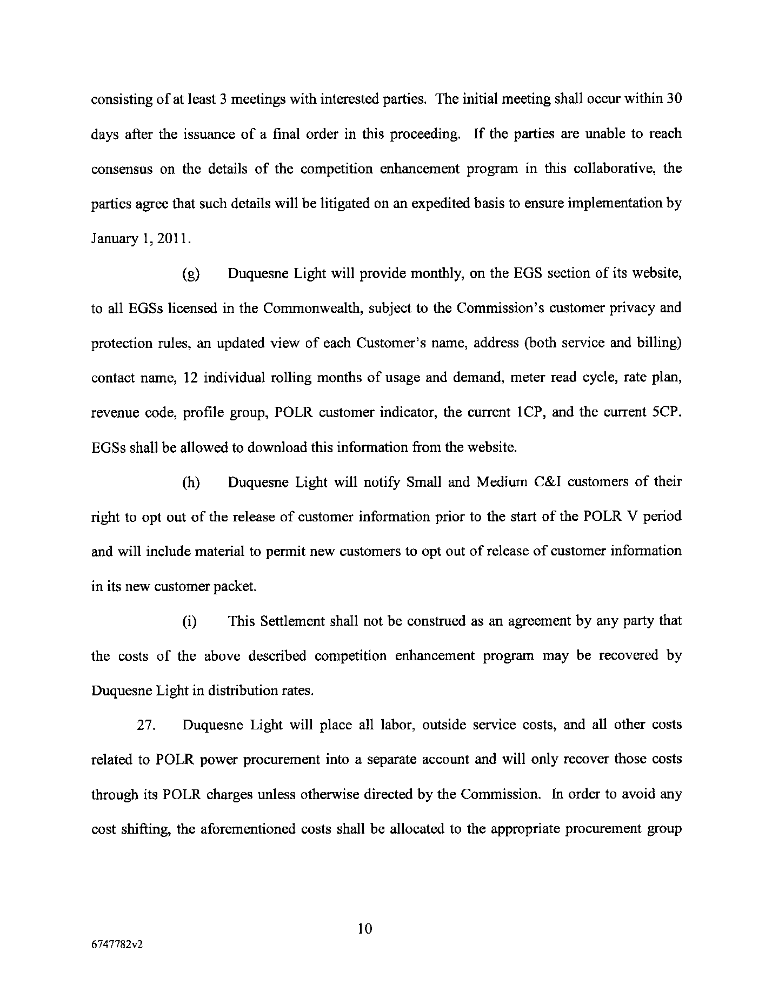 consisting of at least 3 meetings with interested parties. The initial meeting shall occur within 30
days after the issuance of a final order in this proceeding. If the parties are unable to reach
consensus on the details of the competition enhancement program in this collaborative, the
parties agree that such details will be litigated on an expedited basis to ensure implementation by
January 1, 2011.
(g) Duquesne Light will provide monthly, on the EGS section of its website,
to all EGSs licensed in the Commonwealth, subject to the Commission's customer privacy and
protection rules, an updated view of each Customer's name, address (both service and billing)
contact name, 12 individual rolling months of usage and demand, meter read cycle, rate plan,
revenue code, profile group, POLR customer indicator, the current 1CP, and the current 5CP.
EGSs shall be allowed to download this information from the website.
(h) Duquesne Light will notify Small and Medium C&I customers of their
right to opt out of the release of customer information prior to the start of the POLR V period
and will include material to permit new customers to opt out of release of customer information
in its new customer packet.
(i) This Settlement shall not be construed as an agreement by any party that
the costs of the above described competition enhancement program may be recovered by
Duquesne Light in distribution rates.
27. Duquesne Light will place all labor, outside service costs, and all other costs
related to POLR power procurement into a separate account and will only recover those costs
through its POLR charges unless otherwise directed by the Commission. In order to avoid any
cost shifting, the aforementioned costs shall be allocated to the appropriate procurement group
10
6747782v2